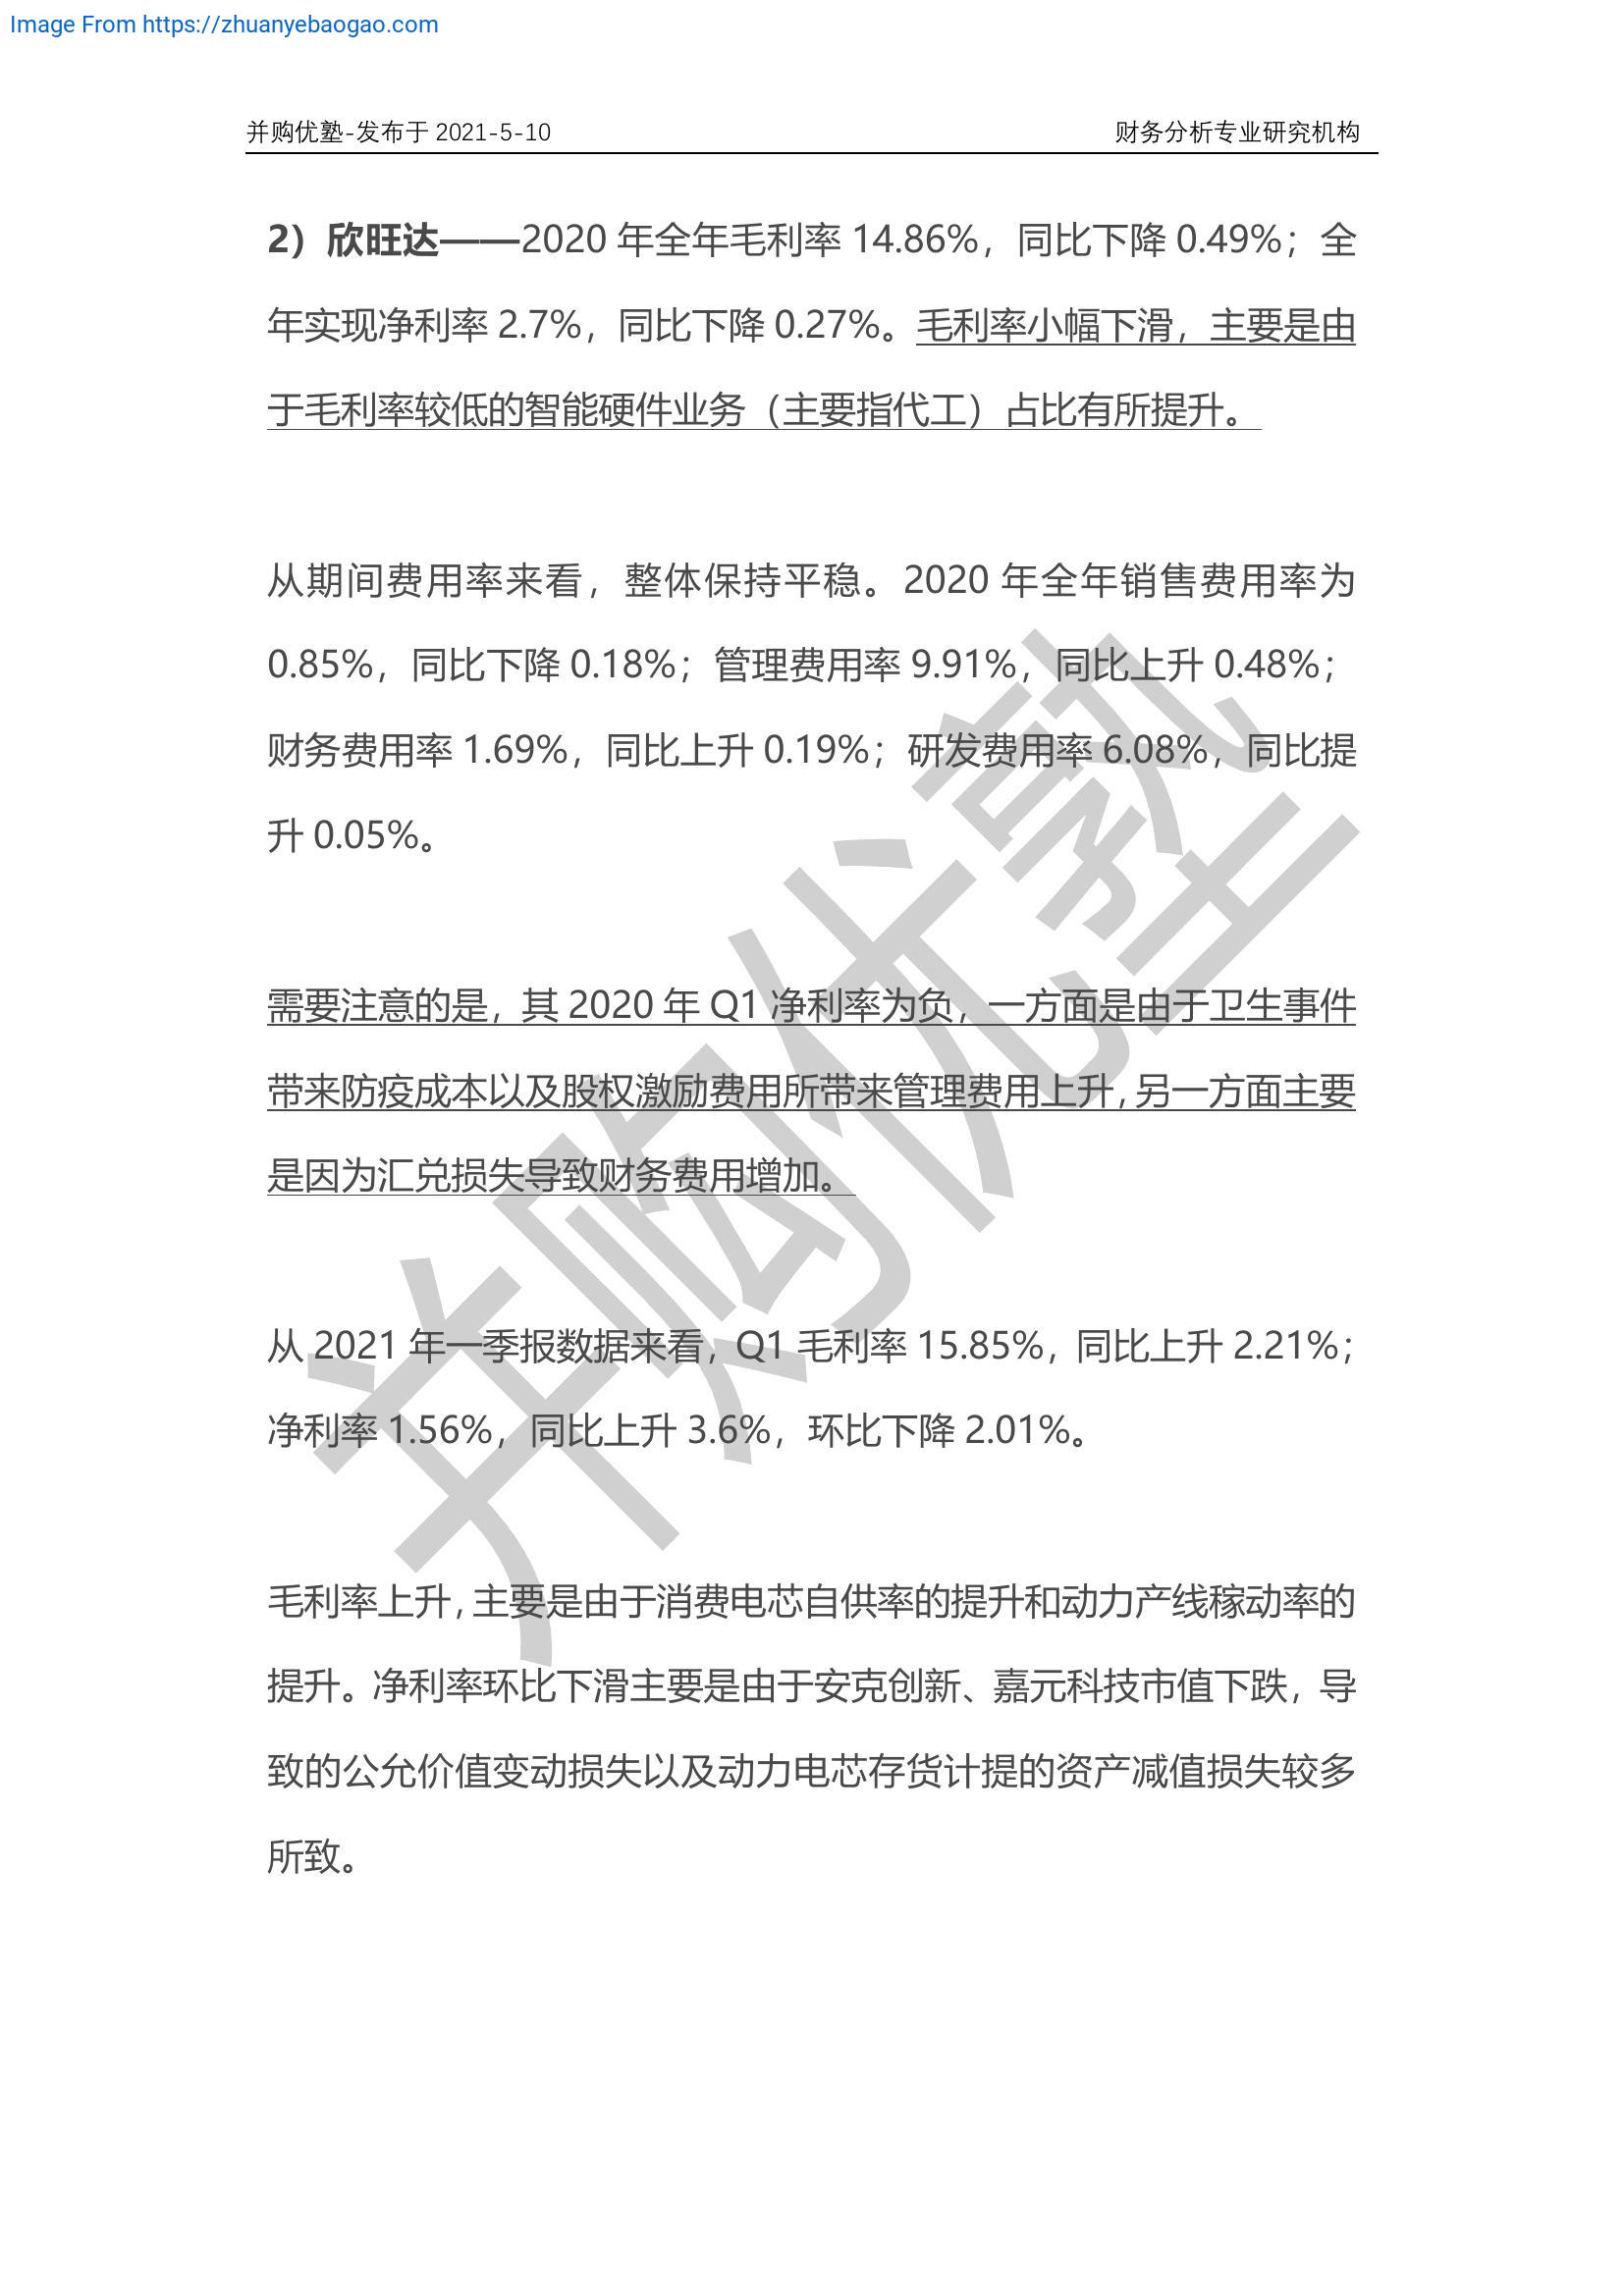 Image From https://zhuanyebaogao.com
并购优塾-发布于 2021-5-10 财务分析专业研究机构
2）欣旺达——2020 年全年毛利率 14.86%，同比下降 0.49%；全
年实现净利率 2.7%，同比下降 0.27%。毛利率小幅下滑，主要是由
于毛利率较低的智能硬件业务（主要指代工）占比有所提升。
从期间费用率来看，整体保持平稳。2020 年全年销售费用率为
0.85%，同比下降 0.18%；管理费用率 9.91%，同比上升 0.48%；
财务费用率 1.69%，同比上升 0.19%；研发费用率 6.08%，同比提
升 0.05%。
需要注意的是，其 2020 年 Q1 净利率为负，一方面是由于卫生事件
带来防疫成本以及股权激励费用所带来管理费用上升，另一方面主要
是因为汇兑损失导致财务费用增加。
从 2021 年一季报数据来看，Q1 毛利率 15.85%，同比上升 2.21%；
净利率 1.56%，同比上升 3.6%，环比下降 2.01%。
毛利率上升，主要是由于消费电芯自供率的提升和动力产线稼动率的
提升。净利率环比下滑主要是由于安克创新、嘉元科技市值下跌，导
致的公允价值变动损失以及动力电芯存货计提的资产减值损失较多
所致。
并购优塾